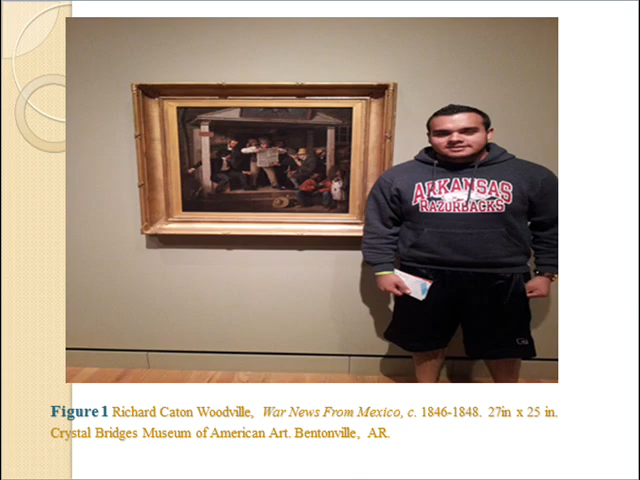 ARKANSAS
RAZORBACKS
Figure 1 Richard Caton Woodville, War News From Mexico, c. 1846-1848. 27in x 25 in.
Crystal Bridges Museum of American Art. Bentonville, AR.